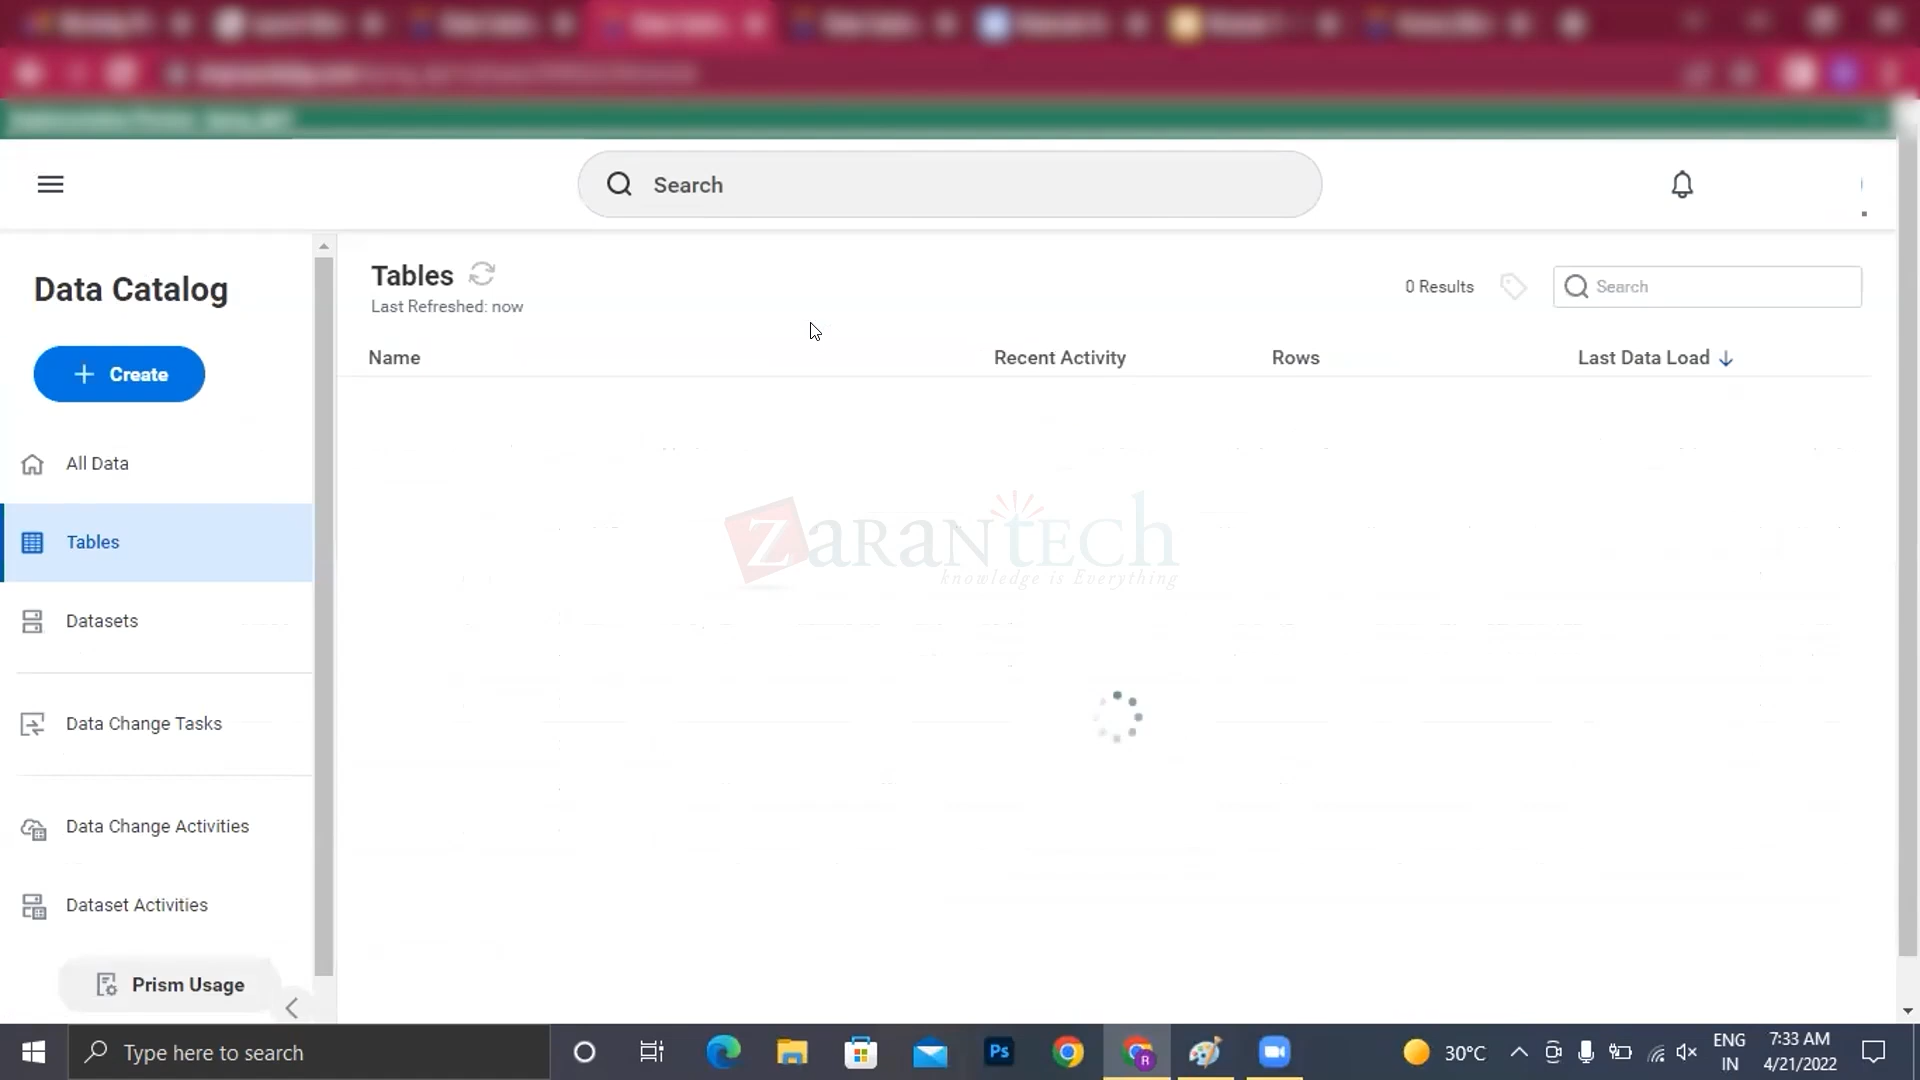 Search
Data Catalog
Create
All Data
Tables
Datasets
Data Change Tasks
Data Change Activities
Dataset Activities
Prism Usage
Tables
Last Refreshed: now
0 Results
Search
Name
Recent Activity
Rows
Last Data Load
ZARANTECH
knowledge is Everything
Type here to search
Ps
R
30°C
ENG
IN
7:33 AM
4/21/2022